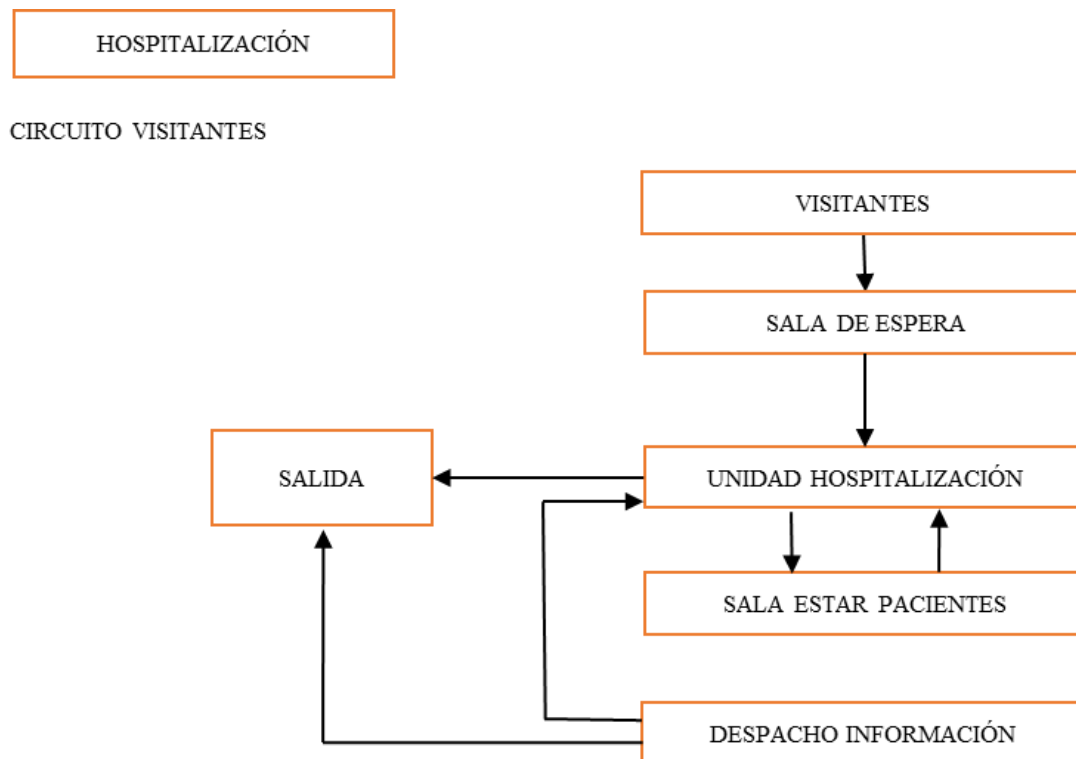 HOSPITALIZACIÓN
CIRCUITO VISITANTES
VISITANTES
SALA DE ESPERA
SALIDA
UNIDAD HOSPITALIZACIÓN
SALA ESTAR PACIENTES
DESPACHO INFORMACIÓN